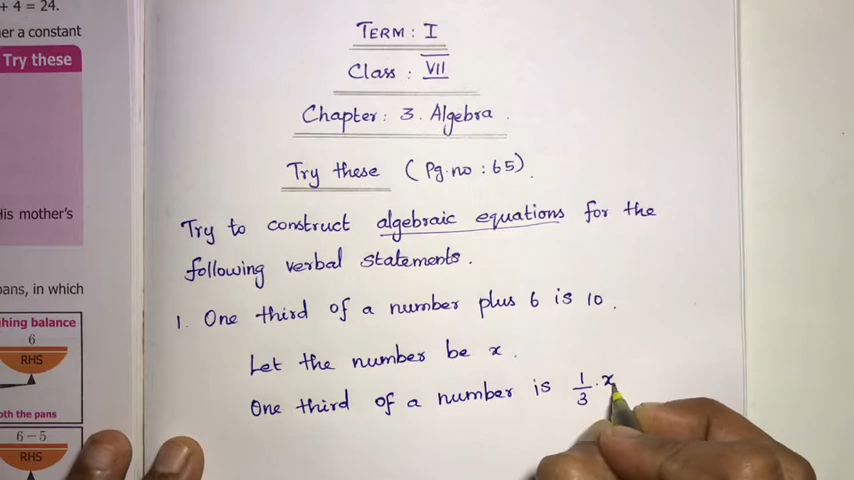 + 4 = 24.
er a constant
Try these
His mother's
pans, in which
ghing balance
6
RHS
oth the pans
6 – 5
RHS
TERM : I
Class : VII
Chapter: 3. Algebra.
Try these (Pg.no : 65).
Try to construct algebraic equations for the
following verbal statements.
1. One third of a number plus 6 is 10.
Let the number be x.
One third of a number is 1/3 · x